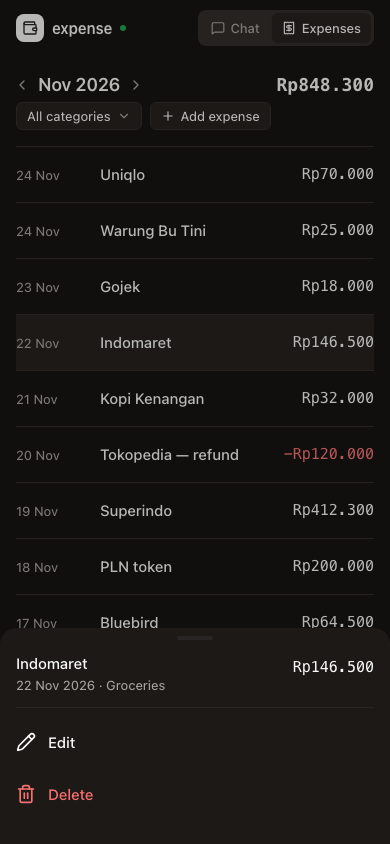 expense
Chat
Expenses
Nov 2026
Rp848.300
All categories
Add expense
24 Nov Uniqlo Rp70.000
24 Nov Warung Bu Tini Rp25.000
23 Nov Gojek Rp18.000
22 Nov Indomaret Rp146.500
21 Nov Kopi Kenangan Rp32.000
20 Nov Tokopedia — refund −Rp120.000
19 Nov Superindo Rp412.300
18 Nov PLN token Rp200.000
17 Nov Bluebird Rp64.500
Indomaret Rp146.500
22 Nov 2026 · Groceries
Edit
Delete